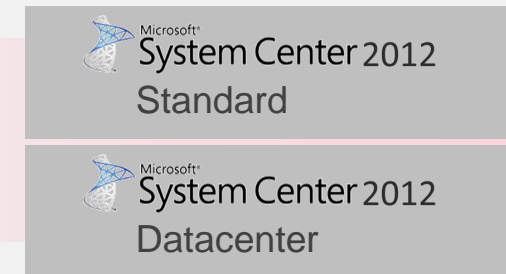 Microsoft®
System Center 2012
Standard
Microsoft®
System Center 2012
Datacenter